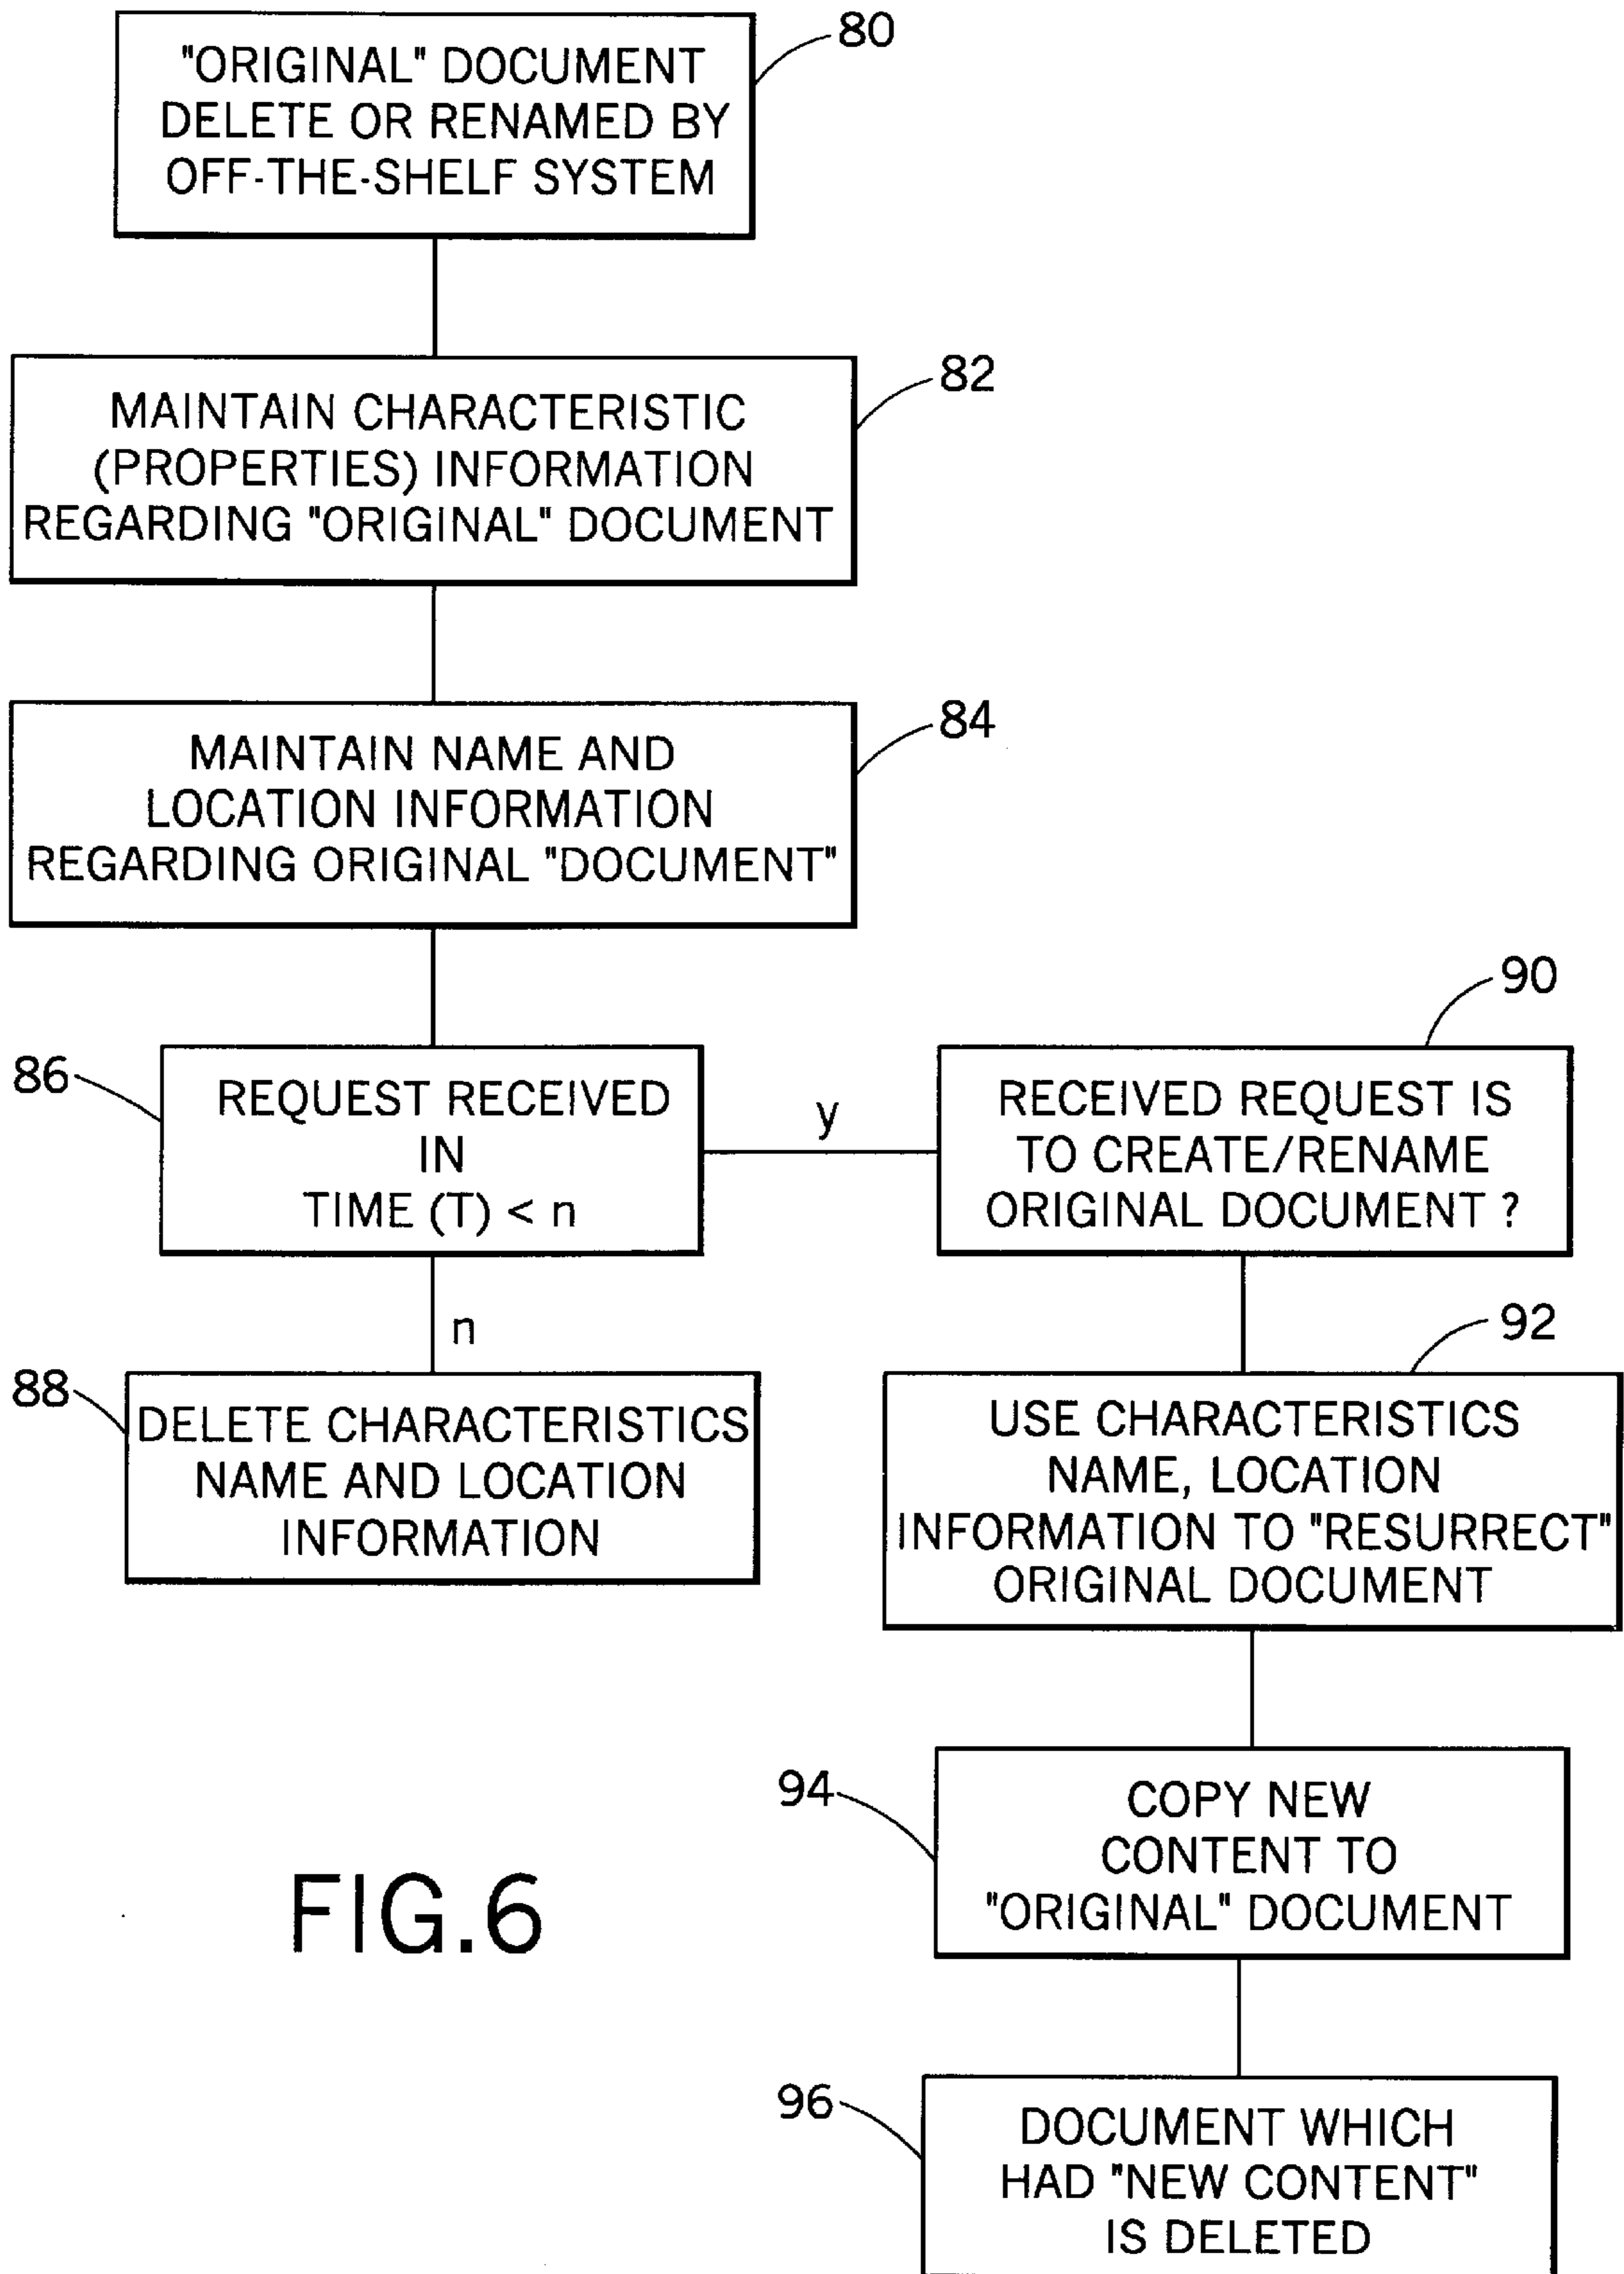 80
"ORIGINAL" DOCUMENT
DELETE OR RENAMED BY
OFF-THE-SHELF SYSTEM
82
MAINTAIN CHARACTERISTIC
(PROPERTIES) INFORMATION
REGARDING "ORIGINAL" DOCUMENT
84
MAINTAIN NAME AND
LOCATION INFORMATION
REGARDING ORIGINAL "DOCUMENT"
86
REQUEST RECEIVED
IN
TIME (T) < n
y
90
RECEIVED REQUEST IS
TO CREATE/RENAME
ORIGINAL DOCUMENT ?
n
88
DELETE CHARACTERISTICS
NAME AND LOCATION
INFORMATION
92
USE CHARACTERISTICS
NAME, LOCATION
INFORMATION TO "RESURRECT"
ORIGINAL DOCUMENT
94
COPY NEW
CONTENT TO
"ORIGINAL" DOCUMENT
96
DOCUMENT WHICH
HAD "NEW CONTENT"
IS DELETED
FIG.6